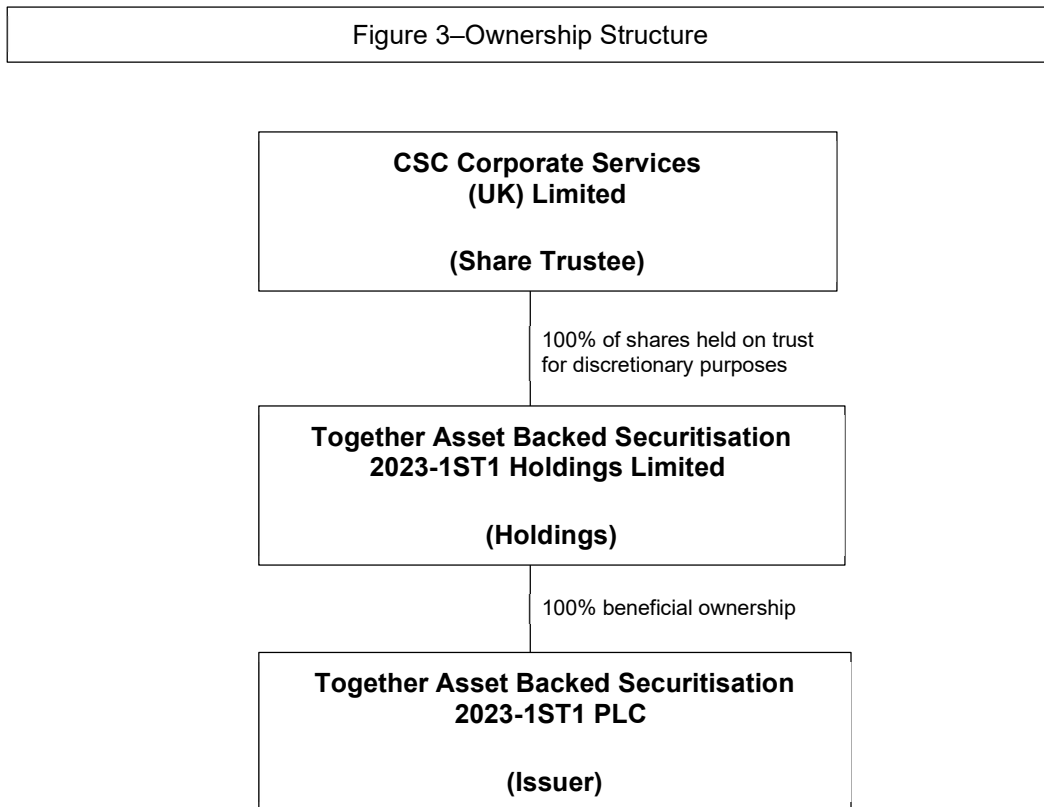 Figure 3–Ownership Structure
CSC Corporate Services
(UK) Limited
(Share Trustee)
100% of shares held on trust
for discretionary purposes
Together Asset Backed Securitisation
2023-1ST1 Holdings Limited
(Holdings)
100% beneficial ownership
Together Asset Backed Securitisation
2023-1ST1 PLC
(Issuer)